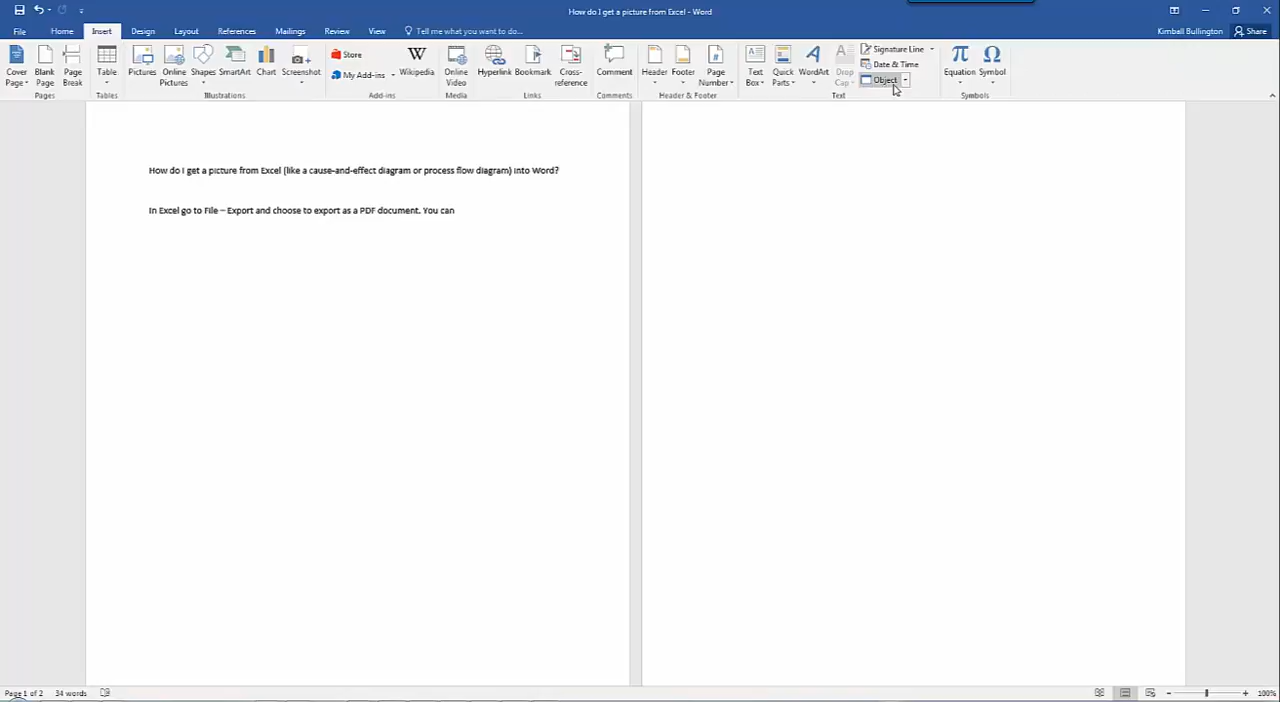 How do I get a picture from Excel - Word
File Home Insert Design Layout References Mailings Review View Tell me what you want to do... Kimball Bullington Share
Cover Page Blank Page Page Break
Pages
Table
Tables
Pictures Online Pictures Shapes SmartArt Chart Screenshot
Illustrations
Store
My Add-ins
Wikipedia
Add-ins
Online Video
Media
Hyperlink Bookmark Cross-reference
Links
Comment
Comments
Header Footer Page Number
Header & Footer
Text Box Quick Parts WordArt Drop Cap
Signature Line
Date & Time
Object
Text
Equation Symbol
Symbols
How do I get a picture from Excel (like a cause-and-effect diagram or process flow diagram) into Word?
In Excel go to File – Export and choose to export as a PDF document. You can
Page 1 of 2 34 words 100%